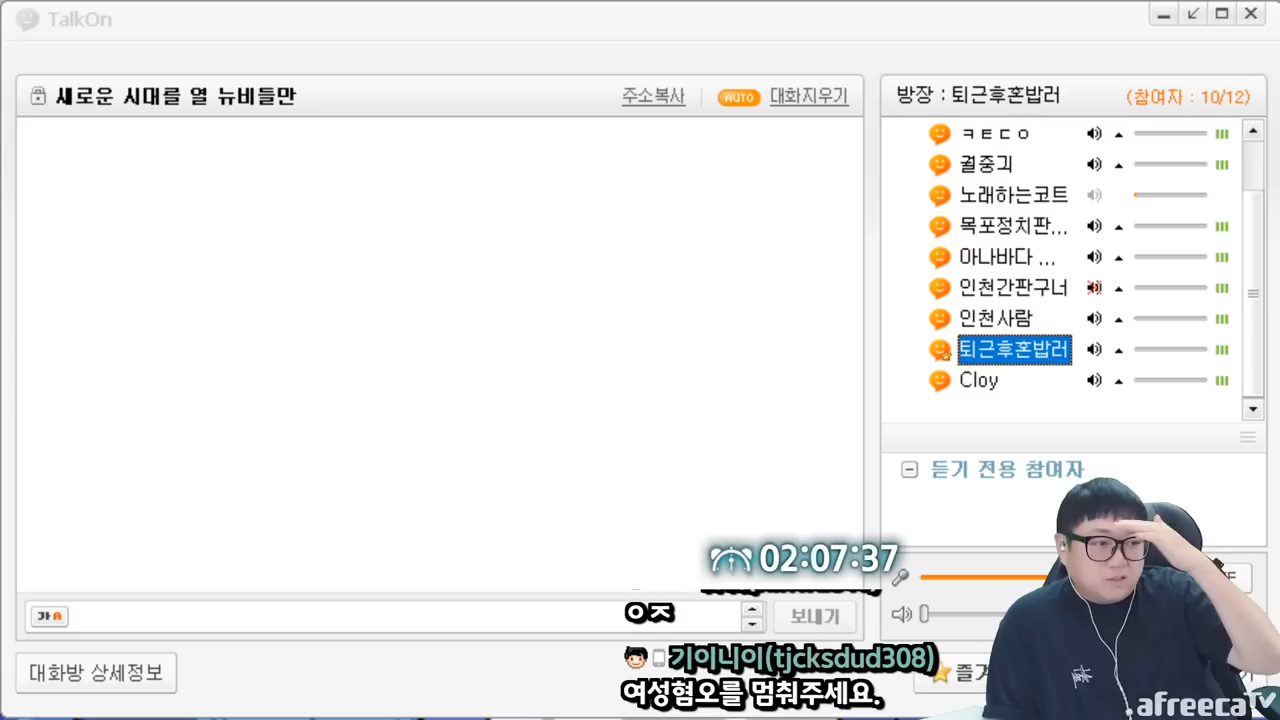 TalkOn
새로운 시대를 열 뉴비들만
주소복사
AUTO 대화지우기
방장 : 퇴근후혼밥러
(참여자 : 10/12)
ㅋㅌㄷㅇ
궐중긔
노래하는코트
목포정치판...
아나바다 ...
인천간판구너
인천사람
퇴근후혼밥러
Cloy
듣기 전용 참여자
02:07:37
가A
ㅇㅈ
보내기
기이니이(tjcksdud308)
여성혐오를 멈춰주세요.
대화방 상세정보
즐겨
afreecaTV